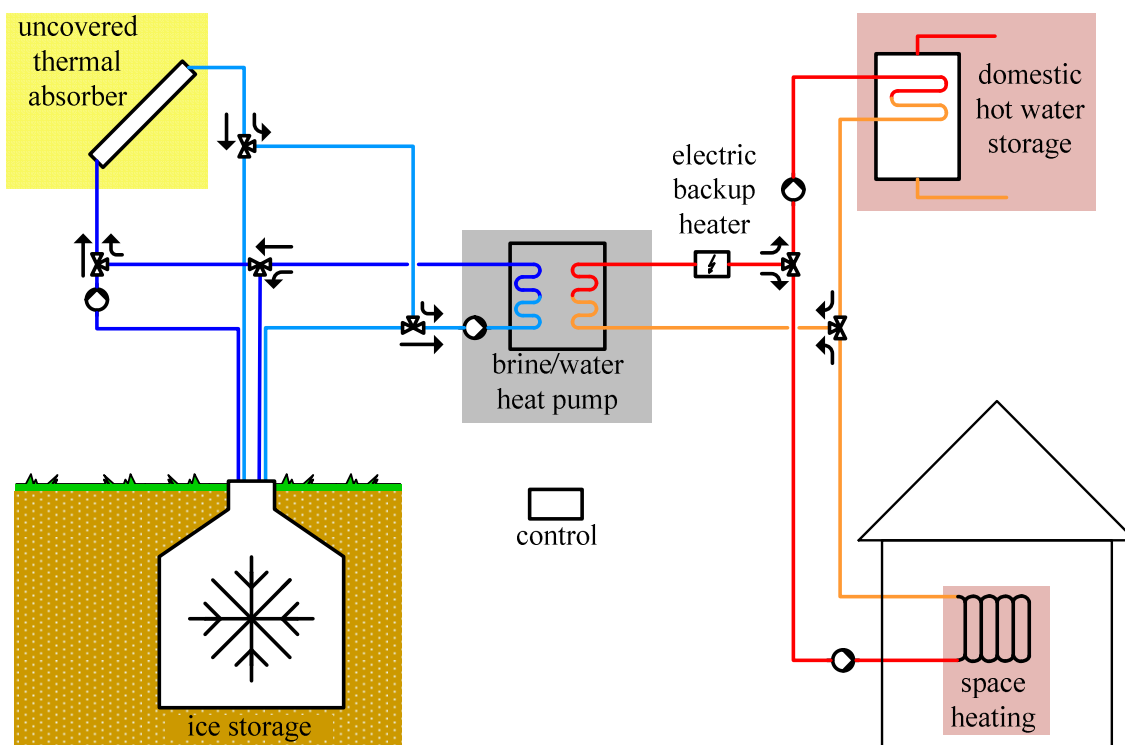 uncovered
thermal
absorber
domestic
hot water
storage
electric
backup
heater
brine/water
heat pump
control
ice storage
space
heating